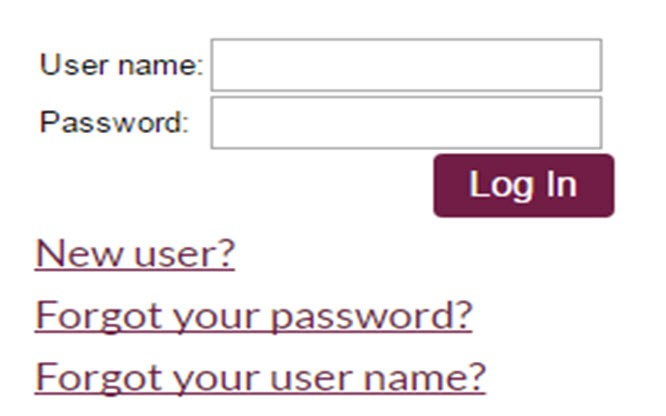 User name:
Password:
Log In
New user?
Forgot your password?
Forgot your user name?